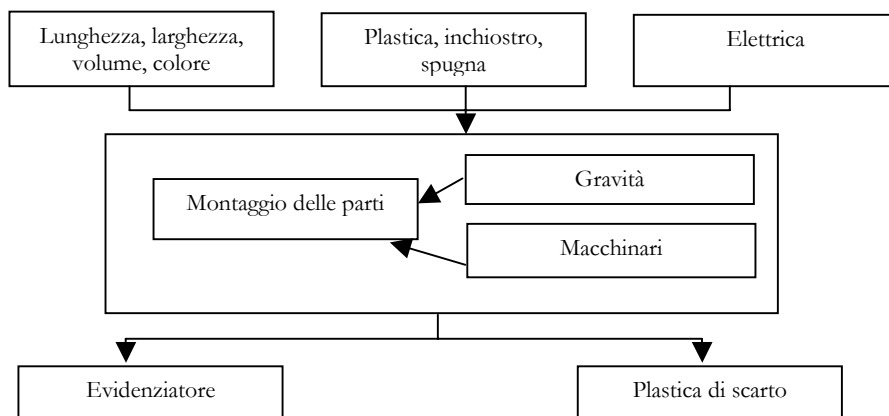 Lunghezza, larghezza,
volume, colore
Plastica, inchiostro,
spugna
Elettrica
Montaggio delle parti
Gravità
Macchinari
Evidenziatore
Plastica di scarto